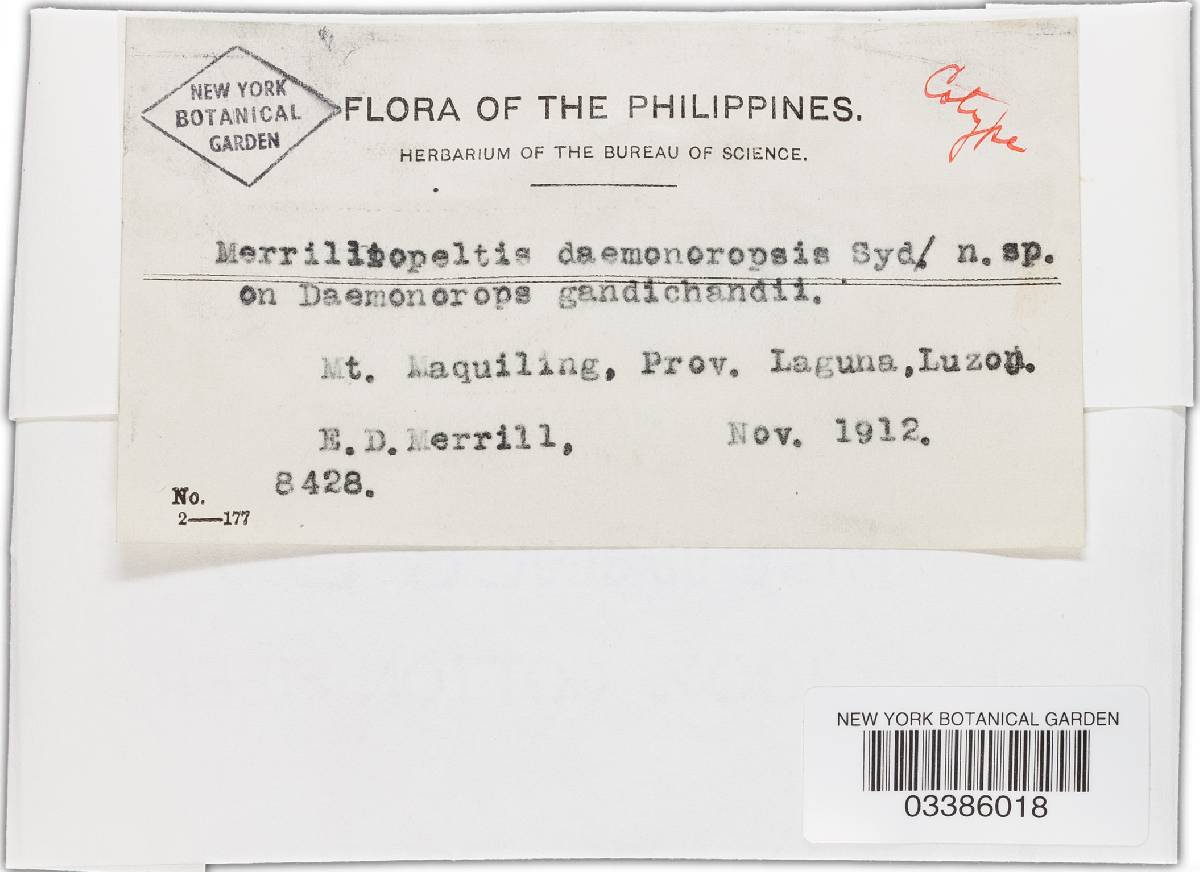 NEW YORK
BOTANICAL
GARDEN
FLORA OF THE PHILIPPINES.
HERBARIUM OF THE BUREAU OF SCIENCE.
Cotype
Merrilliopeltis daemonoropsis Syd/ n. sp.
on Daemonorops gandichandii.
Mt. Maquiling, Prov. Laguna,Luzon.
E.D.Merrill, Nov. 1912.
No. 8428.
2—177
NEW YORK BOTANICAL GARDEN
03386018